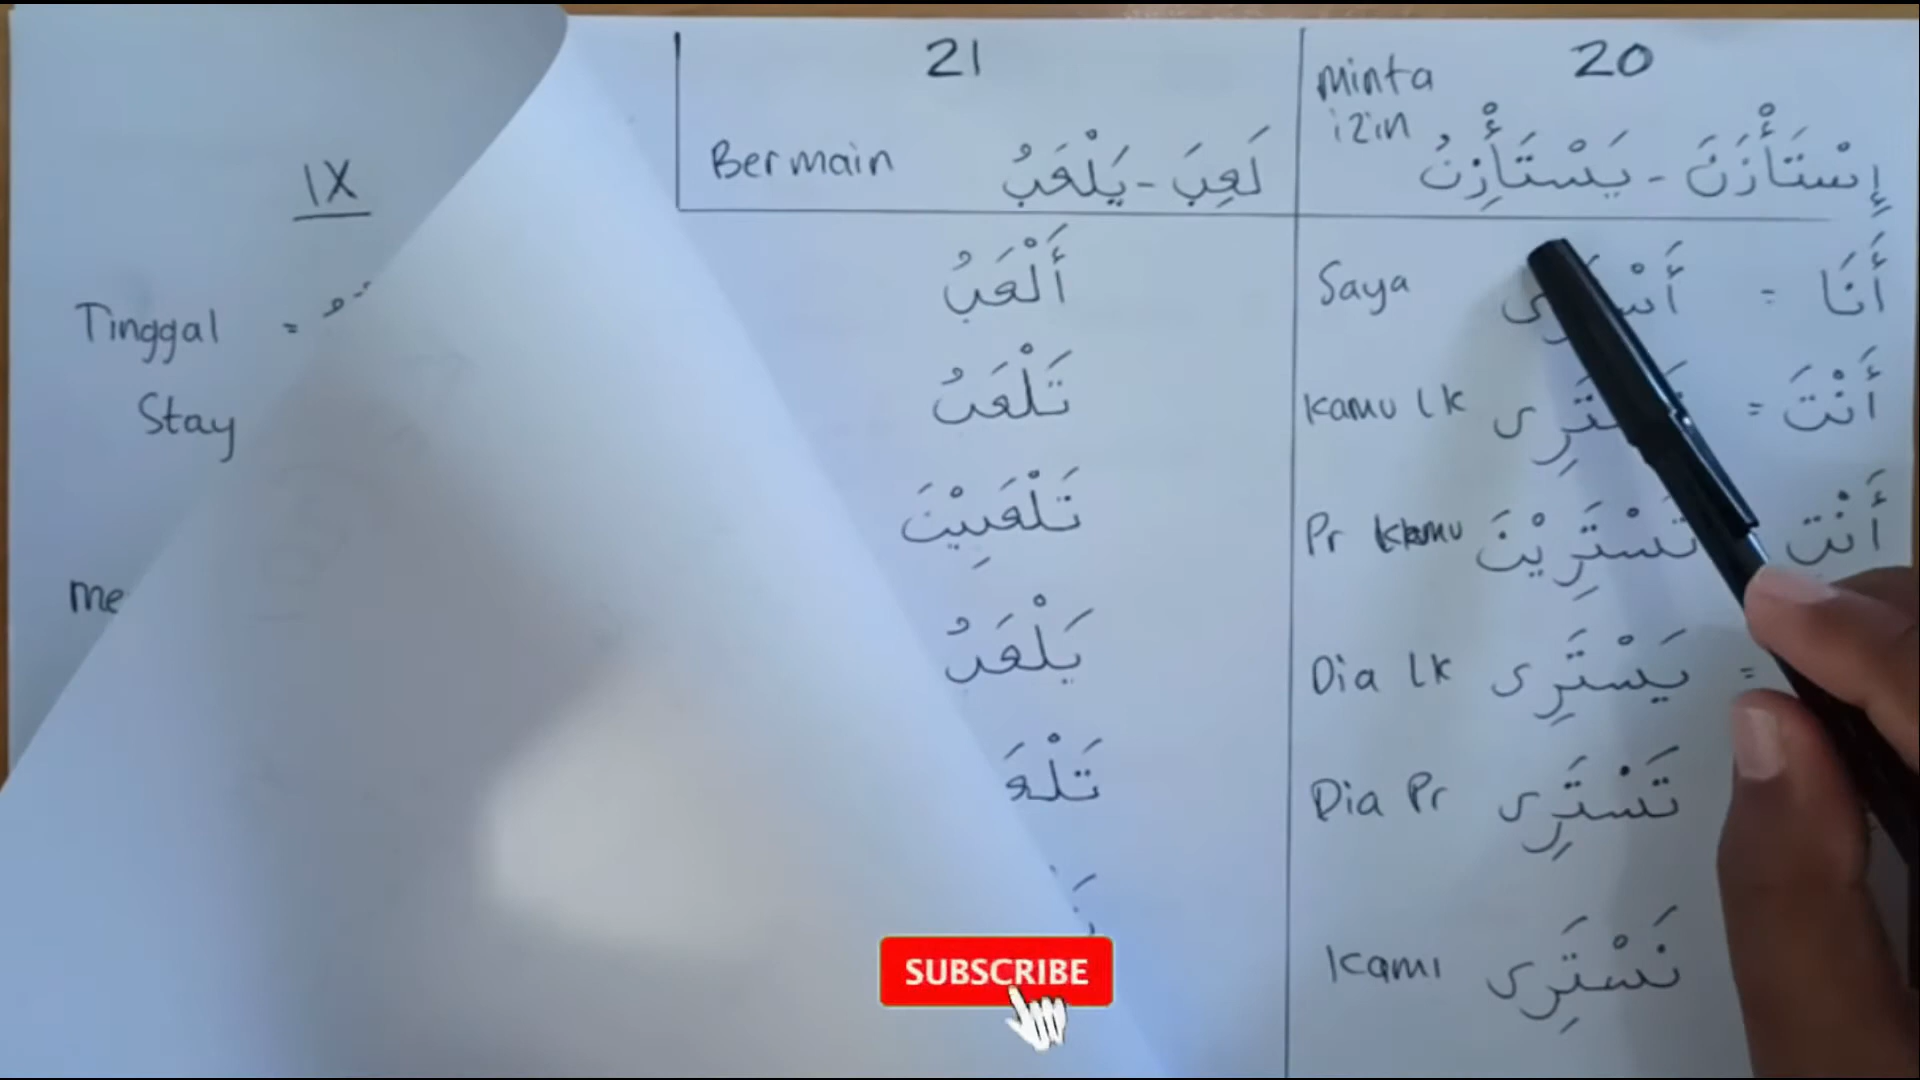 20
minta
izin
إِسْتَأْزَنَ - يَسْتَأْزِنُ
أَنَا =
Saya
أَنْتَ =
تَسْتَرِى
kamu lk
أَنْتِ
تَسْتَرِيْنَ
Pr kamu
=
يَسْتَرِى
Dia lk
تَسْتَرِى
Dia Pr
نَسْتَرِى
kami
21
لَعِبَ - يَلْعَبُ
Bermain
أَلْعَبُ
تَلْعَبُ
تَلْعَبِيْنَ
يَلْعَبُ
IX
Tinggal =
Stay
me
SUBSCRIBE